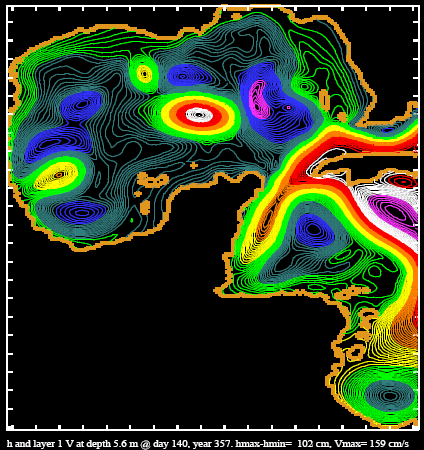 h and layer 1 V at depth 5.6 m @ day 140, year 357. hmax-hmin= 102 cm, Vmax= 159 cm/s